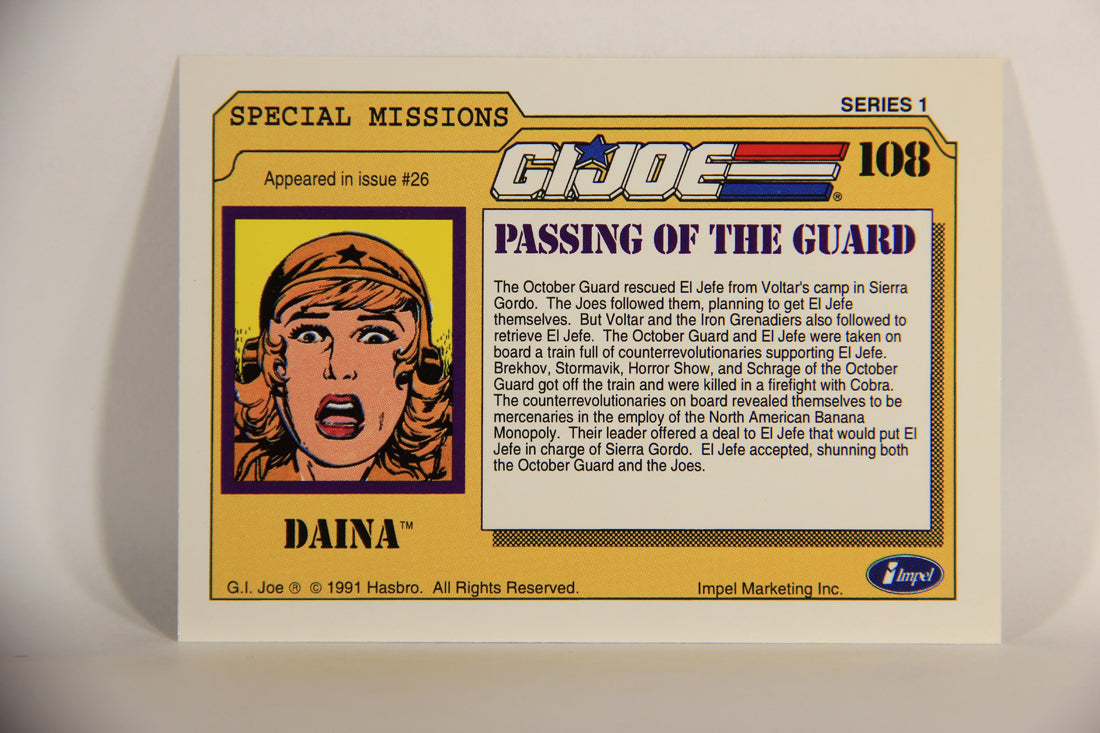 SPECIAL MISSIONS
SERIES 1
Appeared in issue #26
G.I. JOE ®
108
PASSING OF THE GUARD
The October Guard rescued El Jefe from Voltar's camp in Sierra
Gordo. The Joes followed them, planning to get El Jefe
themselves. But Voltar and the Iron Grenadiers also followed to
retrieve El Jefe. The October Guard and El Jefe were taken on
board a train full of counterrevolutionaries supporting El Jefe.
Brekhov, Stormavik, Horror Show, and Schrage of the October
Guard got off the train and were killed in a firefight with Cobra.
The counterrevolutionaries on board revealed themselves to be
mercenaries in the employ of the North American Banana
Monopoly. Their leader offered a deal to El Jefe that would put El
Jefe in charge of Sierra Gordo. El Jefe accepted, shunning both
the October Guard and the Joes.
DAINA™
G.I. Joe ® © 1991 Hasbro. All Rights Reserved.
Impel Marketing Inc.
Impel